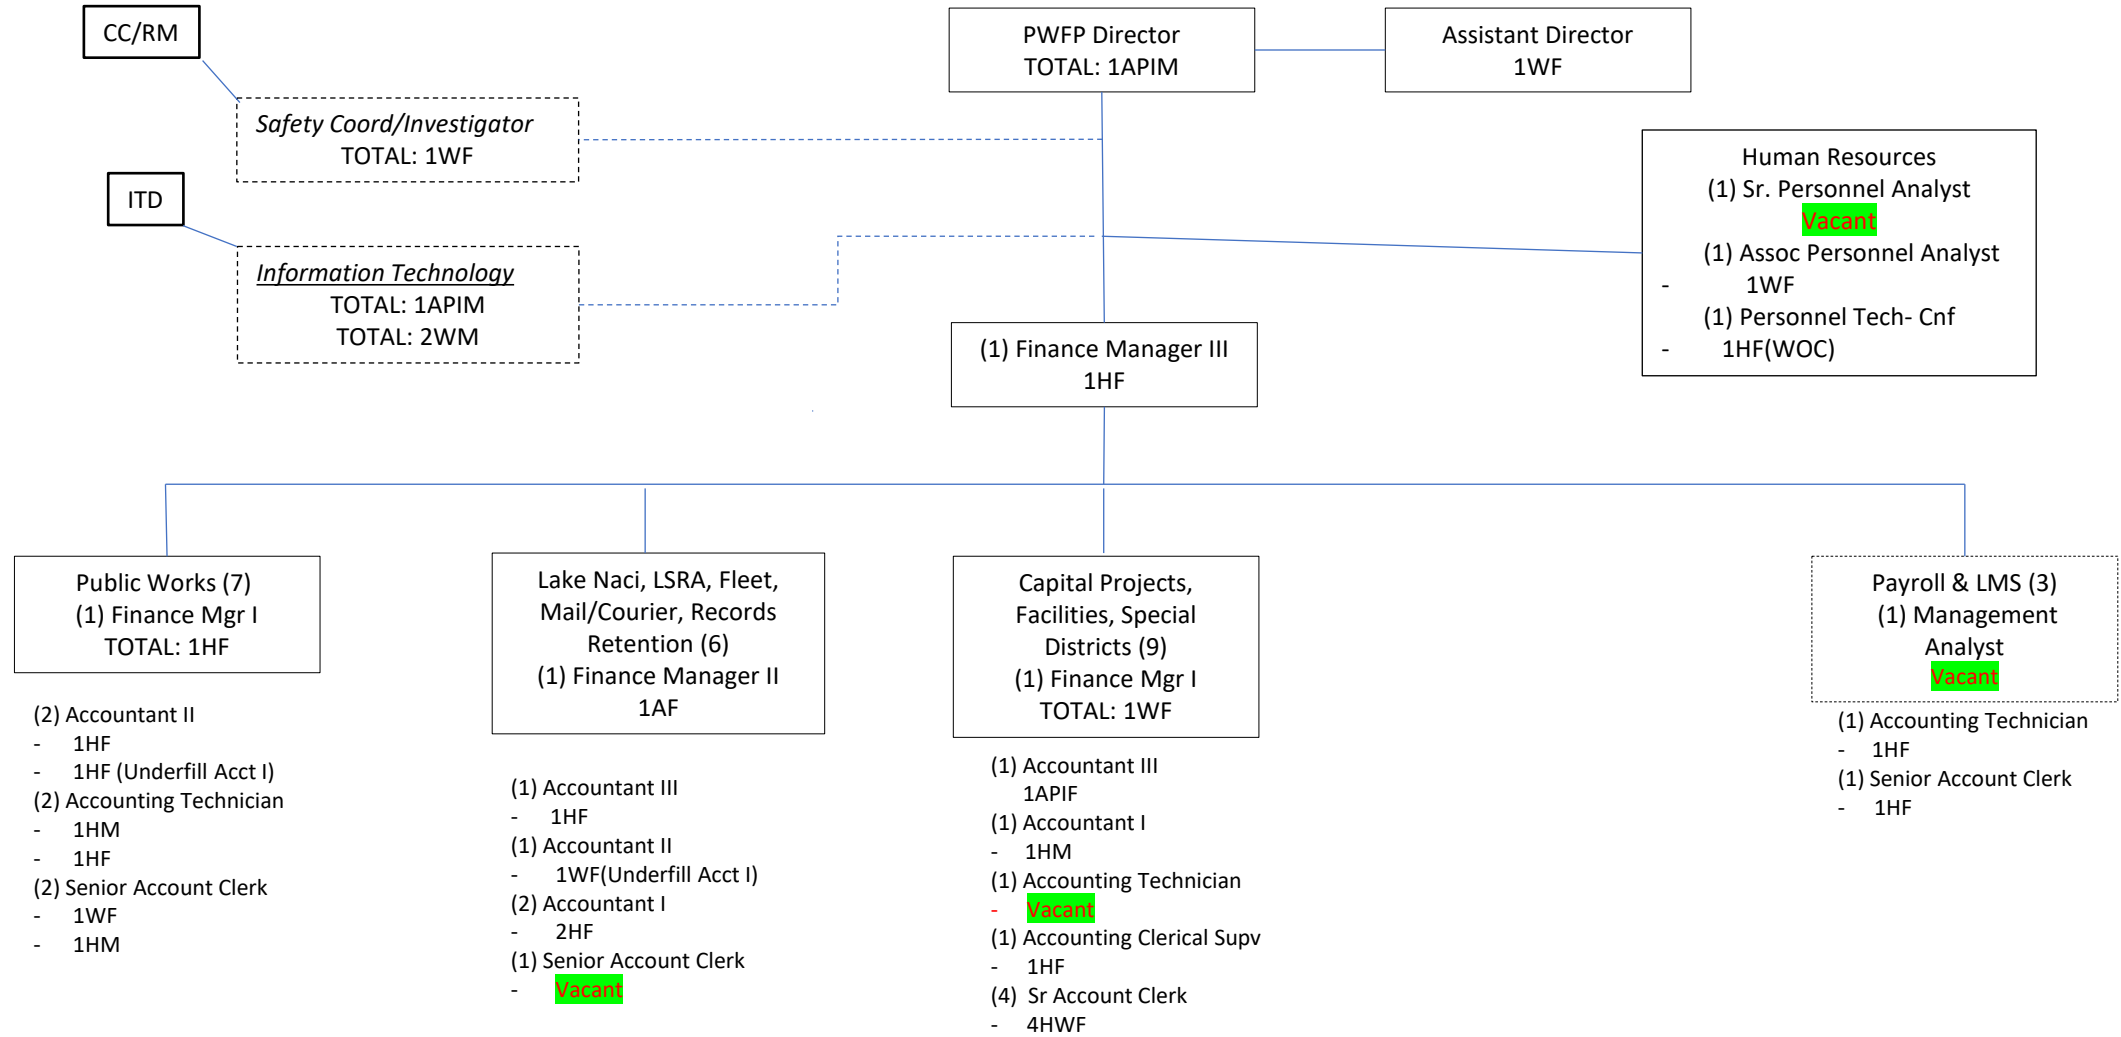 CC/RM
PWFP Director
TOTAL: 1APIM
Assistant Director
1WF
Safety Coord/Investigator
TOTAL: 1WF
ITD
Information Technology
TOTAL: 1APIM
TOTAL: 2WM
Human Resources
(1) Sr. Personnel Analyst
Vacant
(1) Assoc Personnel Analyst
- 1WF
(1) Personnel Tech- Cnf
- 1HF(WOC)
(1) Finance Manager III
1HF
Public Works (7)
(1) Finance Mgr I
TOTAL: 1HF
(2) Accountant II
- 1HF
- 1HF (Underfill Acct I)
(2) Accounting Technician
- 1HM
- 1HF
(2) Senior Account Clerk
- 1WF
- 1HM
Lake Naci, LSRA, Fleet,
Mail/Courier, Records
Retention (6)
(1) Finance Manager II
1AF
(1) Accountant III
- 1HF
(1) Accountant II
- 1WF(Underfill Acct I)
(2) Accountant I
- 2HF
(1) Senior Account Clerk
- Vacant
Capital Projects,
Facilities, Special
Districts (9)
(1) Finance Mgr I
TOTAL: 1WF
(1) Accountant III
1APIF
(1) Accountant I
- 1HM
(1) Accounting Technician
- Vacant
(1) Accounting Clerical Supv
- 1HF
(4) Sr Account Clerk
- 4HWF
Payroll & LMS (3)
(1) Management
Analyst
Vacant
(1) Accounting Technician
- 1HF
(1) Senior Account Clerk
- 1HF